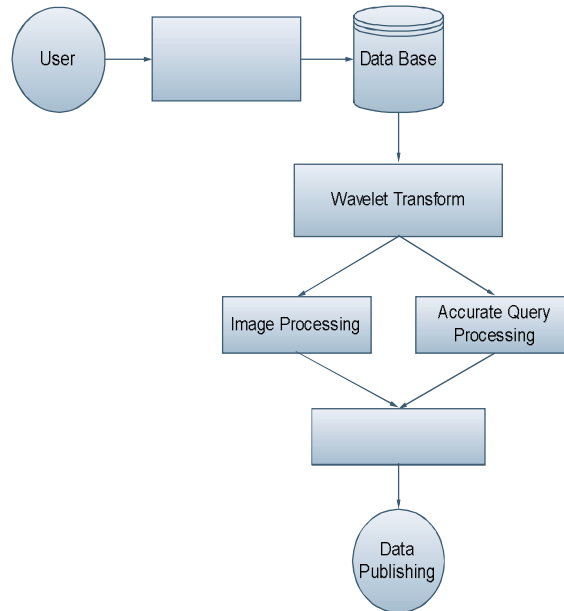 User
Data Base
Wavelet Transform
Image Processing
Accurate Query
Processing
Data
Publishing